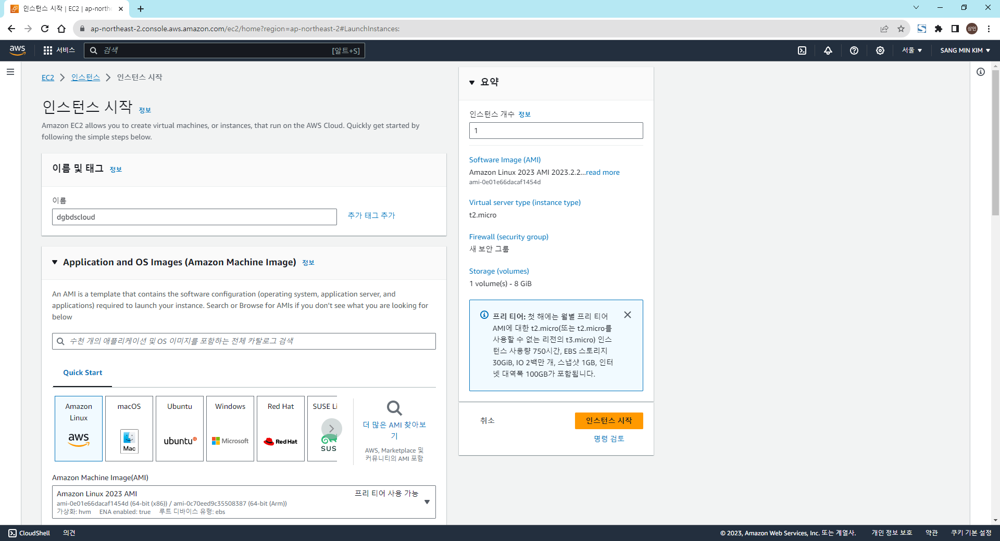 인스턴스 시작 | EC2 | ap-northe
ap-northeast-2.console.aws.amazon.com/ec2/home?region=ap-northeast-2#LaunchInstances:
상민
aws
서비스
검색
[알트+S]
서울
SANG MIN KIM
EC2
인스턴스
인스턴스 시작
인스턴스 시작 정보
Amazon EC2 allows you to create virtual machines, or instances, that run on the AWS Cloud. Quickly get started by
following the simple steps below.
이름 및 태그 정보
이름
dgbdscloud
추가 태그 추가
Application and OS Images (Amazon Machine Image) 정보
An AMI is a template that contains the software configuration (operating system, application server, and
applications) required to launch your instance. Search or Browse for AMIs if you don't see what you are looking for
below
수천 개의 애플리케이션 및 OS 이미지를 포함하는 전체 카탈로그 검색
Quick Start
Amazon
Linux
aws
macOS
Mac
Ubuntu
ubuntu
Windows
Microsoft
Red Hat
Red Hat
SUSE Li
SUS
더 많은 AMI 찾아보
기
AWS, Marketplace 및
커뮤니티의 AMI 포함
Amazon Machine Image(AMI)
Amazon Linux 2023 AMI
프리 티어 사용 가능
ami-0e01e66dacaf1454d (64-bit (x86)) / ami-0c70eed9c35508387 (64-bit (Arm))
가상화: hvm ENA enabled: true 루트 디바이스 유형: ebs
요약
인스턴스 개수 정보
1
Software Image (AMI)
Amazon Linux 2023 AMI 2023.2.2...read more
ami-0e01e66dacaf1454d
Virtual server type (instance type)
t2.micro
Firewall (security group)
새 보안 그룹
Storage (volumes)
1 volume(s) - 8 GiB
프리 티어: 첫 해에는 월별 프리 티어
AMI에 대한 t2.micro(또는 t2.micro를
사용할 수 없는 리전의 t3.micro) 인스
턴스 사용량 750시간, EBS 스토리지
30GiB, IO 2백만 개, 스냅샷 1GB, 인터
넷 대역폭 100GB가 포함됩니다.
취소
인스턴스 시작
명령 검토
CloudShell
의견
© 2023, Amazon Web Services, Inc. 또는 계열사.
개인 정보 보호
약관
쿠키 기본 설정